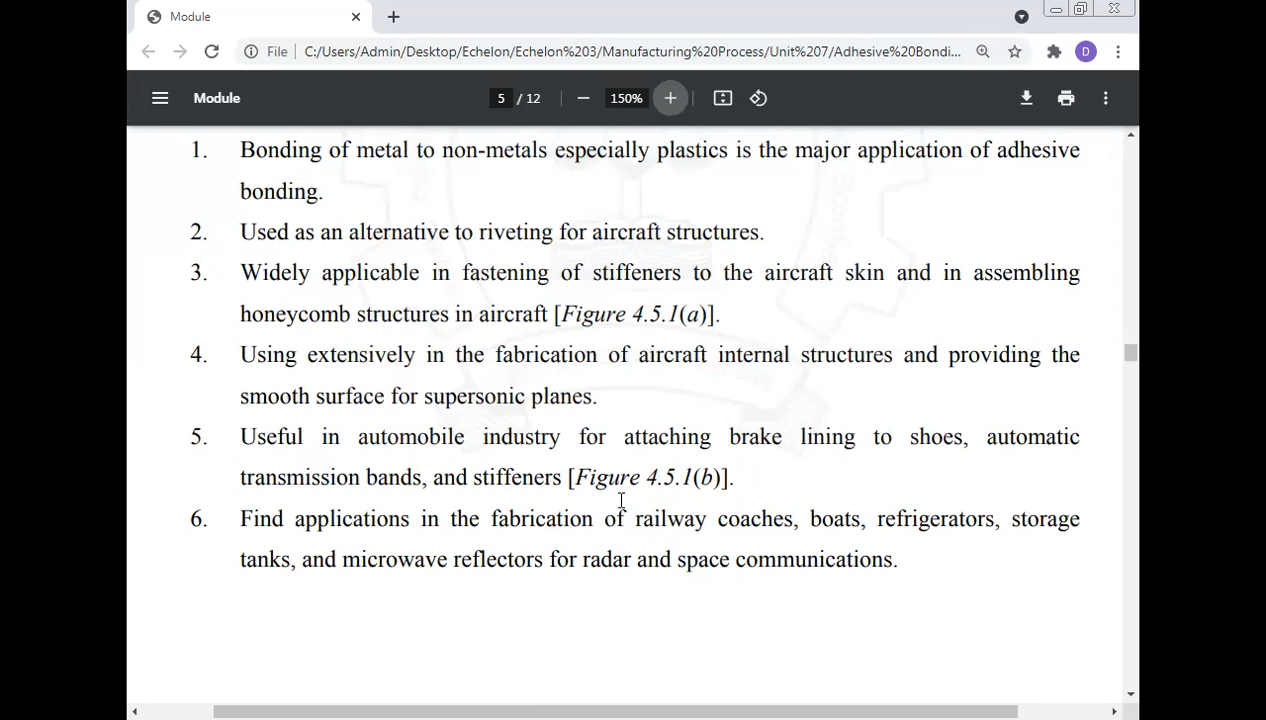 Module
File C:/Users/Admin/Desktop/Echelon/Echelon%203/Manufacturing%20Process/Unit%207/Adhesive%20Bondi... D
Module 5 / 12 150%
1. Bonding of metal to non-metals especially plastics is the major application of adhesive
bonding.
2. Used as an alternative to riveting for aircraft structures.
3. Widely applicable in fastening of stiffeners to the aircraft skin and in assembling
honeycomb structures in aircraft [Figure 4.5.1(a)].
4. Using extensively in the fabrication of aircraft internal structures and providing the
smooth surface for supersonic planes.
5. Useful in automobile industry for attaching brake lining to shoes, automatic
transmission bands, and stiffeners [Figure 4.5.1(b)].
6. Find applications in the fabrication of railway coaches, boats, refrigerators, storage
tanks, and microwave reflectors for radar and space communications.